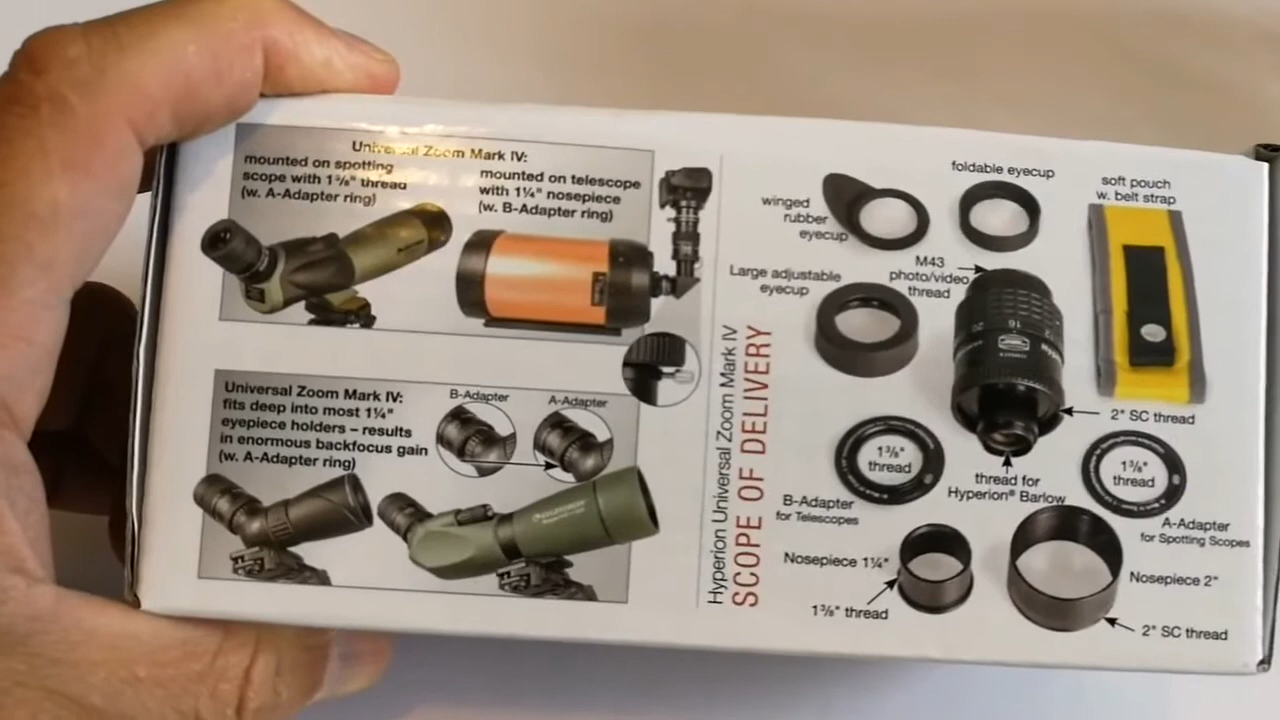 Universal Zoom Mark IV:
mounted on spotting
scope with 1³/₈" thread
(w. A-Adapter ring)
mounted on telescope
with 1¼" nosepiece
(w. B-Adapter ring)
Universal Zoom Mark IV:
fits deep into most 1¼"
eyepiece holders – results
in enormous backfocus gain
(w. A-Adapter ring)
B-Adapter
A-Adapter
Hyperion Universal Zoom Mark IV
SCOPE OF DELIVERY
winged
rubber
eyecup
foldable eyecup
soft pouch
w. belt strap
Large adjustable
eyecup
M43
photo/video
thread
20
16
12
2" SC thread
1³/₈"
thread
B-Adapter
for Telescopes
thread for
Hyperion® Barlow
1³/₈"
thread
A-Adapter
for Spotting Scopes
Nosepiece 1¼"
1³/₈" thread
Nosepiece 2"
2" SC thread